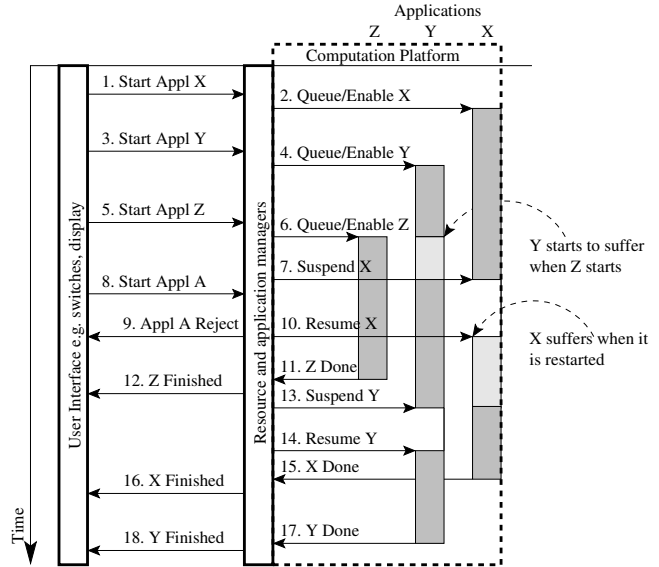 Applications
Z Y X
Computation Platform
1. Start Appl X
2. Queue/Enable X
3. Start Appl Y
4. Queue/Enable Y
5. Start Appl Z
6. Queue/Enable Z
Y starts to suffer
when Z starts
7. Suspend X
8. Start Appl A
9. Appl A Reject
10. Resume X
X suffers when it
is restarted
11. Z Done
12. Z Finished
13. Suspend Y
14. Resume Y
15. X Done
16. X Finished
17. Y Done
18. Y Finished
Time
User Interface e.g. switches, display
Resource and application managers